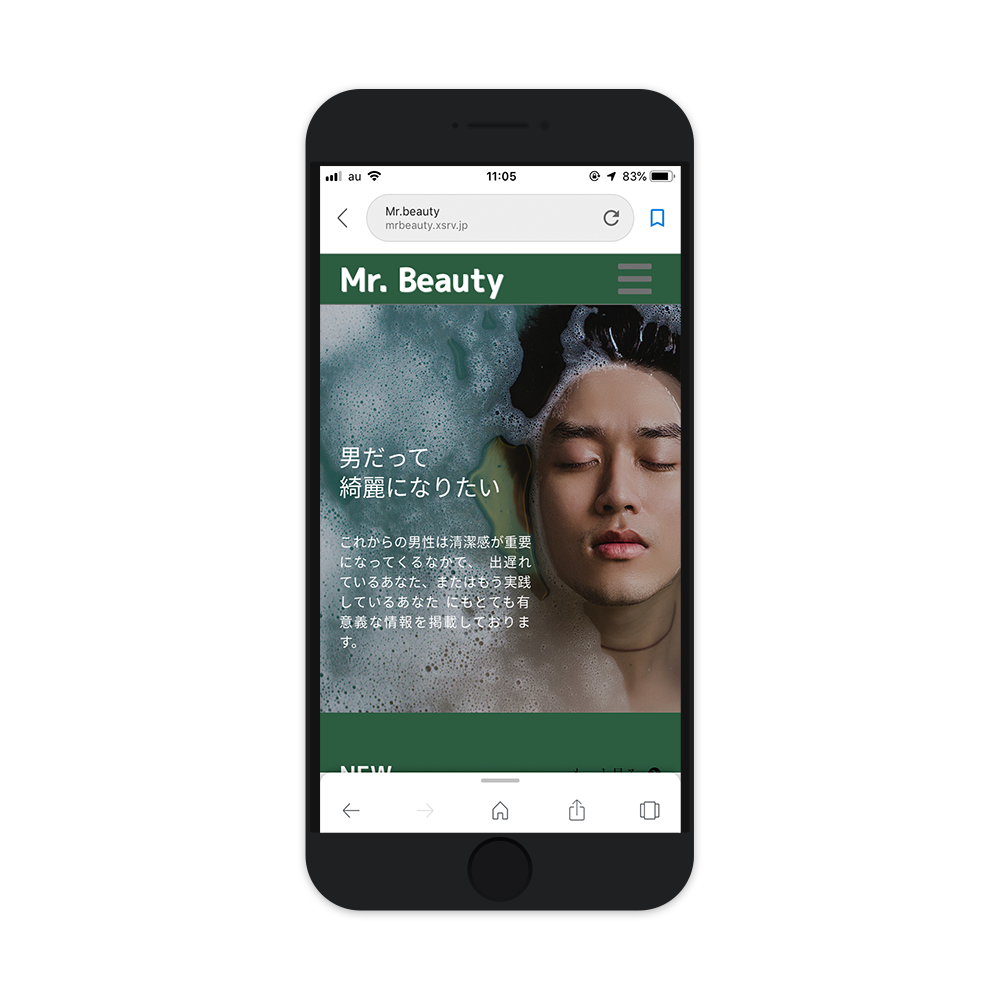 au
11:05
83%
Mr.beauty
mrbeauty.xsrv.jp
Mr. Beauty
男だって
綺麗になりたい
これからの男性は清潔感が重要
になってくるなかで、 出遅れ
ているあなた、またはもう実践
しているあなた にもとても有
意義な情報を掲載しておりま
す。
NEW